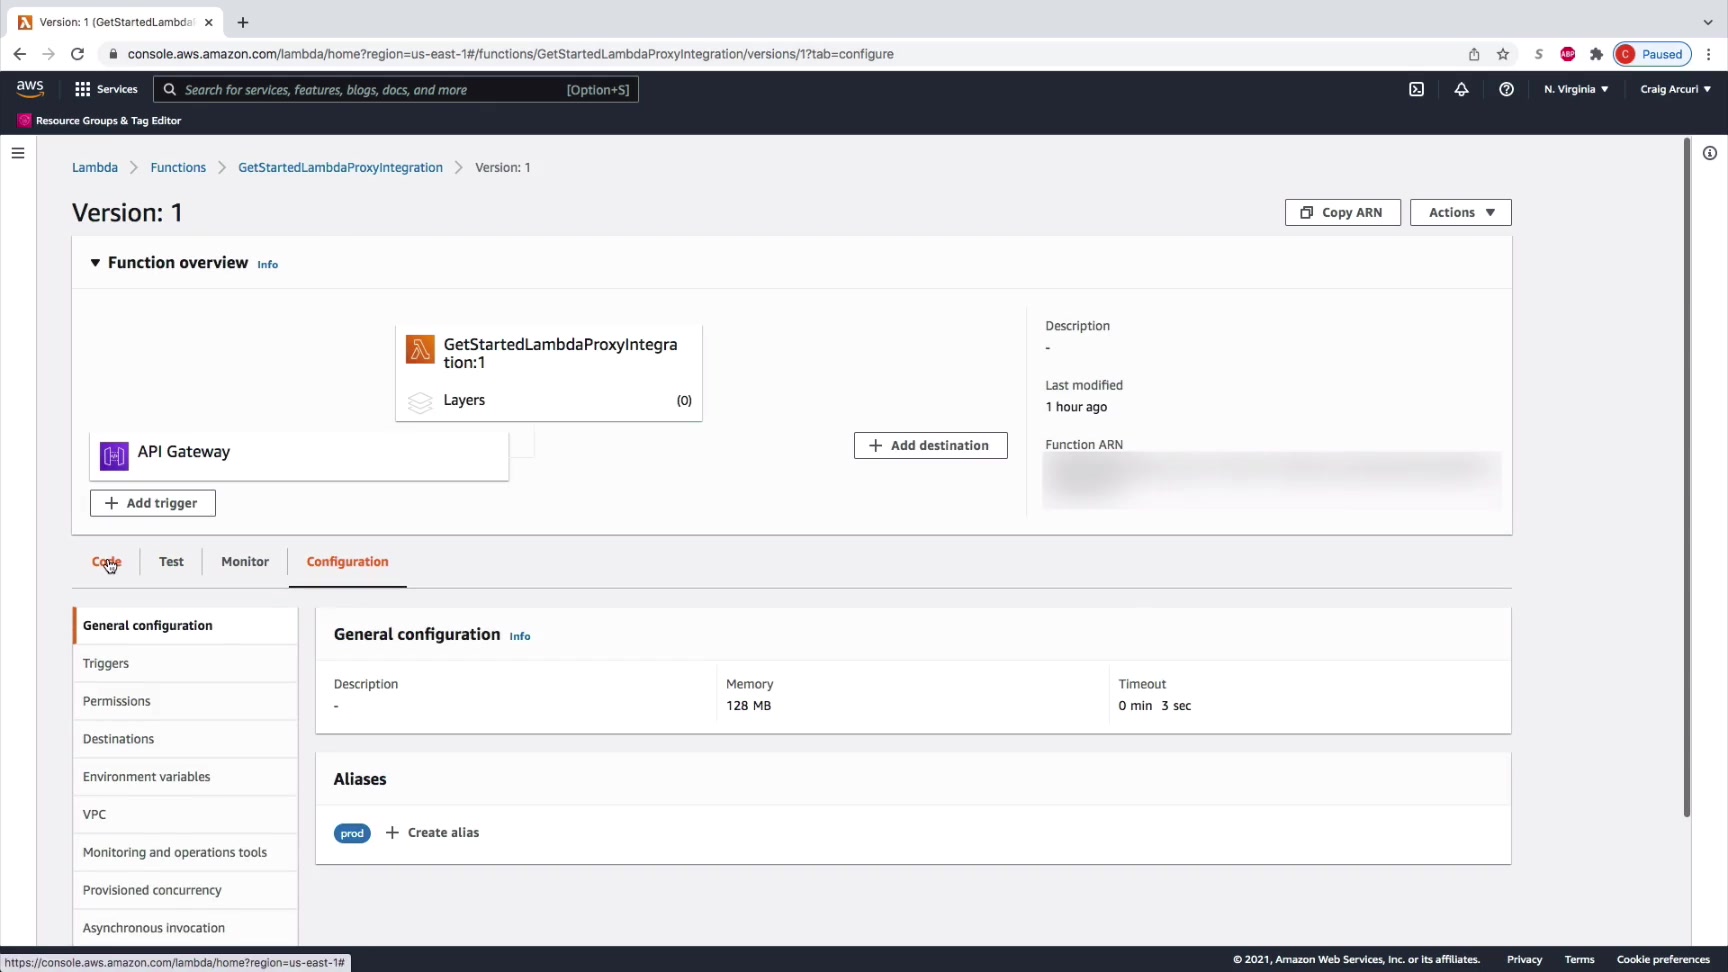 Version: 1 (GetStartedLambda
console.aws.amazon.com/lambda/home?region=us-east-1#/functions/GetStartedLambdaProxyIntegration/versions/1?tab=configure
S
ABP
C Paused
aws
Services
Search for services, features, blogs, docs, and more [Option+S]
N. Virginia
Craig Arcuri
Resource Groups & Tag Editor
Lambda
Functions
GetStartedLambdaProxyIntegration
Version: 1
Version: 1
Copy ARN
Actions
Function overview Info
GetStartedLambdaProxyIntegra
tion:1
Layers (0)
API Gateway
Add trigger
Add destination
Description
-
Last modified
1 hour ago
Function ARN
Code
Test
Monitor
Configuration
General configuration
Triggers
Permissions
Destinations
Environment variables
VPC
Monitoring and operations tools
Provisioned concurrency
Asynchronous invocation
General configuration Info
Description
-
Memory
128 MB
Timeout
0 min 3 sec
Aliases
prod
Create alias
https://console.aws.amazon.com/lambda/home?region=us-east-1#
© 2021, Amazon Web Services, Inc. or its affiliates.
Privacy
Terms
Cookie preferences